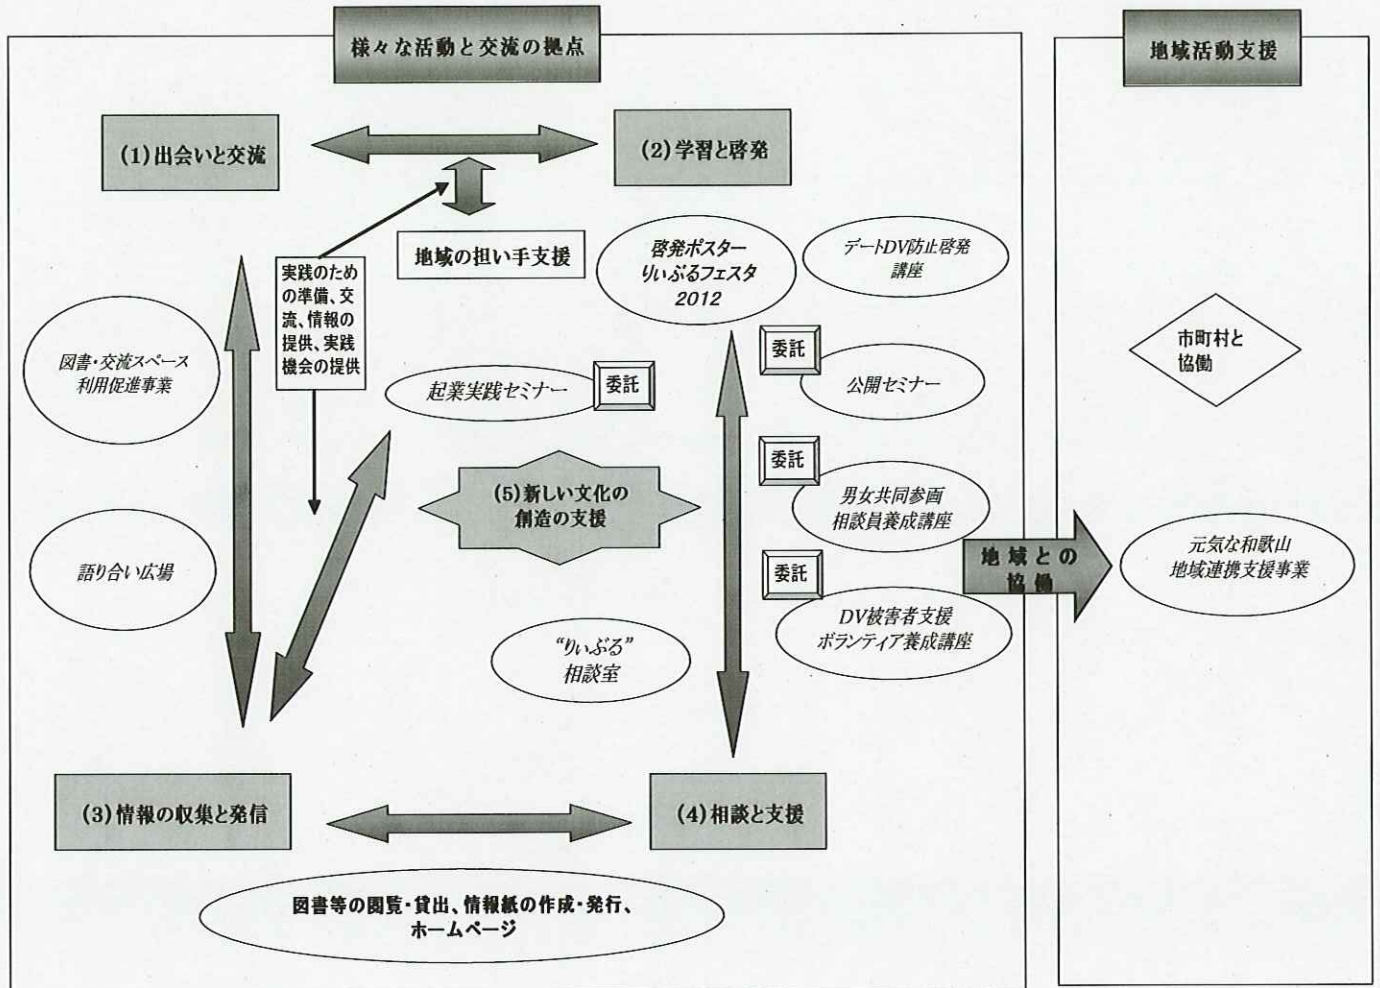 様々な活動と交流の拠点
地域活動支援
(1)出会いと交流
(2)学習と啓発
地域の担い手支援
実践のため
の準備、交
流、情報の
提供、実践
機会の提供
啓発ポスター
りぃぶるフェスタ
2012
デートDV防止啓発
講座
図書・交流スペース
利用促進事業
起業実践セミナー
委託
委託
公開セミナー
市町村と
協働
(5)新しい文化の
創造の支援
委託
男女共同参画
相談員養成講座
語り合い広場
地域との
協働
元気な和歌山
地域連携支援事業
委託
DV被害者支援
ボランティア養成講座
“りぃぶる”
相談室
(3)情報の収集と発信
(4)相談と支援
図書等の閲覧・貸出、情報紙の作成・発行、
ホームページ